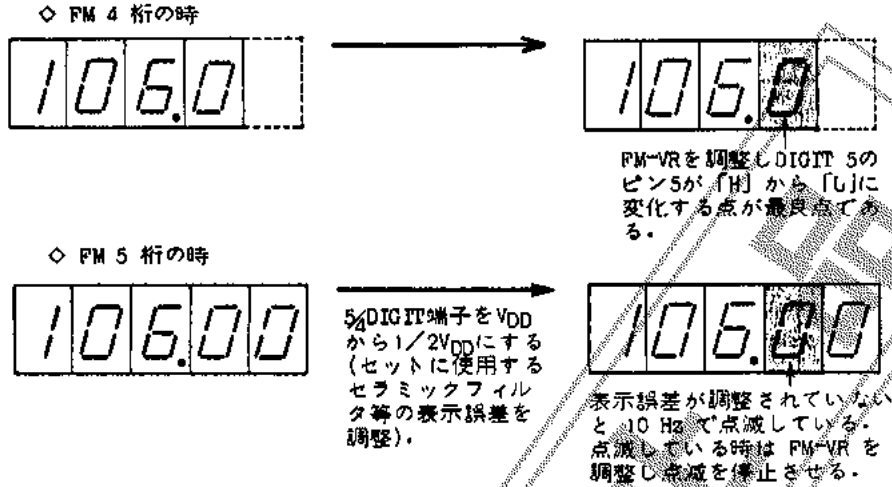 ◇ FM 4 桁の時
106.0
106.0
FM-VRを調整しDIGIT 5の
ピン5が「H」から「L」に
変化する点が最良点であ
る。
◇ FM 5 桁の時
106.00
5/4DIGIT端子をVDD
から1/2VDDにする
(セットに使用する
セラミックフィル
タ等の表示誤差を
調整)。
106.00
表示誤差が調整されていない
と 10 Hz で点滅している。
点滅している時は FM-VR を
調整し点滅を停止させる。